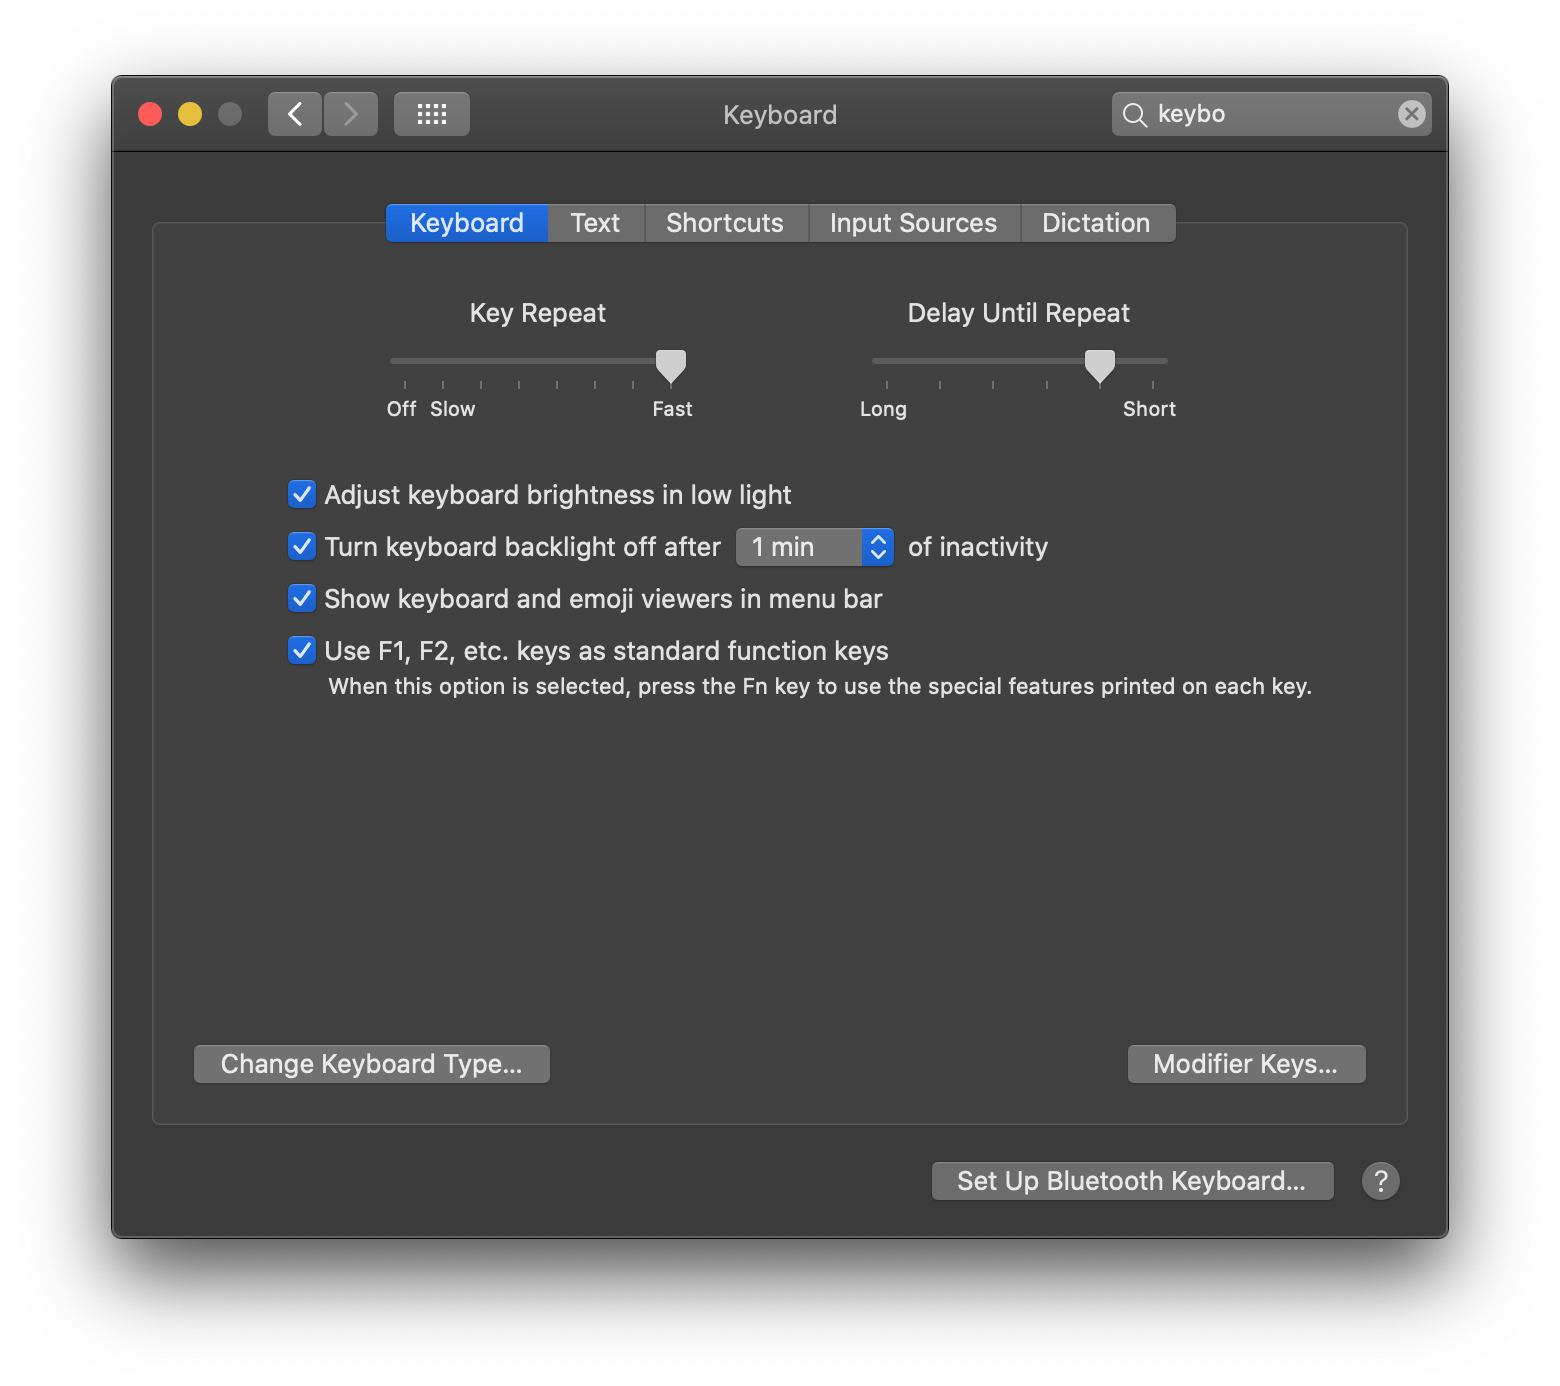 Keyboard
keybo
Keyboard Text Shortcuts Input Sources Dictation
Key Repeat
Off Slow Fast
Delay Until Repeat
Long Short
Adjust keyboard brightness in low light
Turn keyboard backlight off after 1 min of inactivity
Show keyboard and emoji viewers in menu bar
Use F1, F2, etc. keys as standard function keys
When this option is selected, press the Fn key to use the special features printed on each key.
Change Keyboard Type... Modifier Keys...
Set Up Bluetooth Keyboard... ?